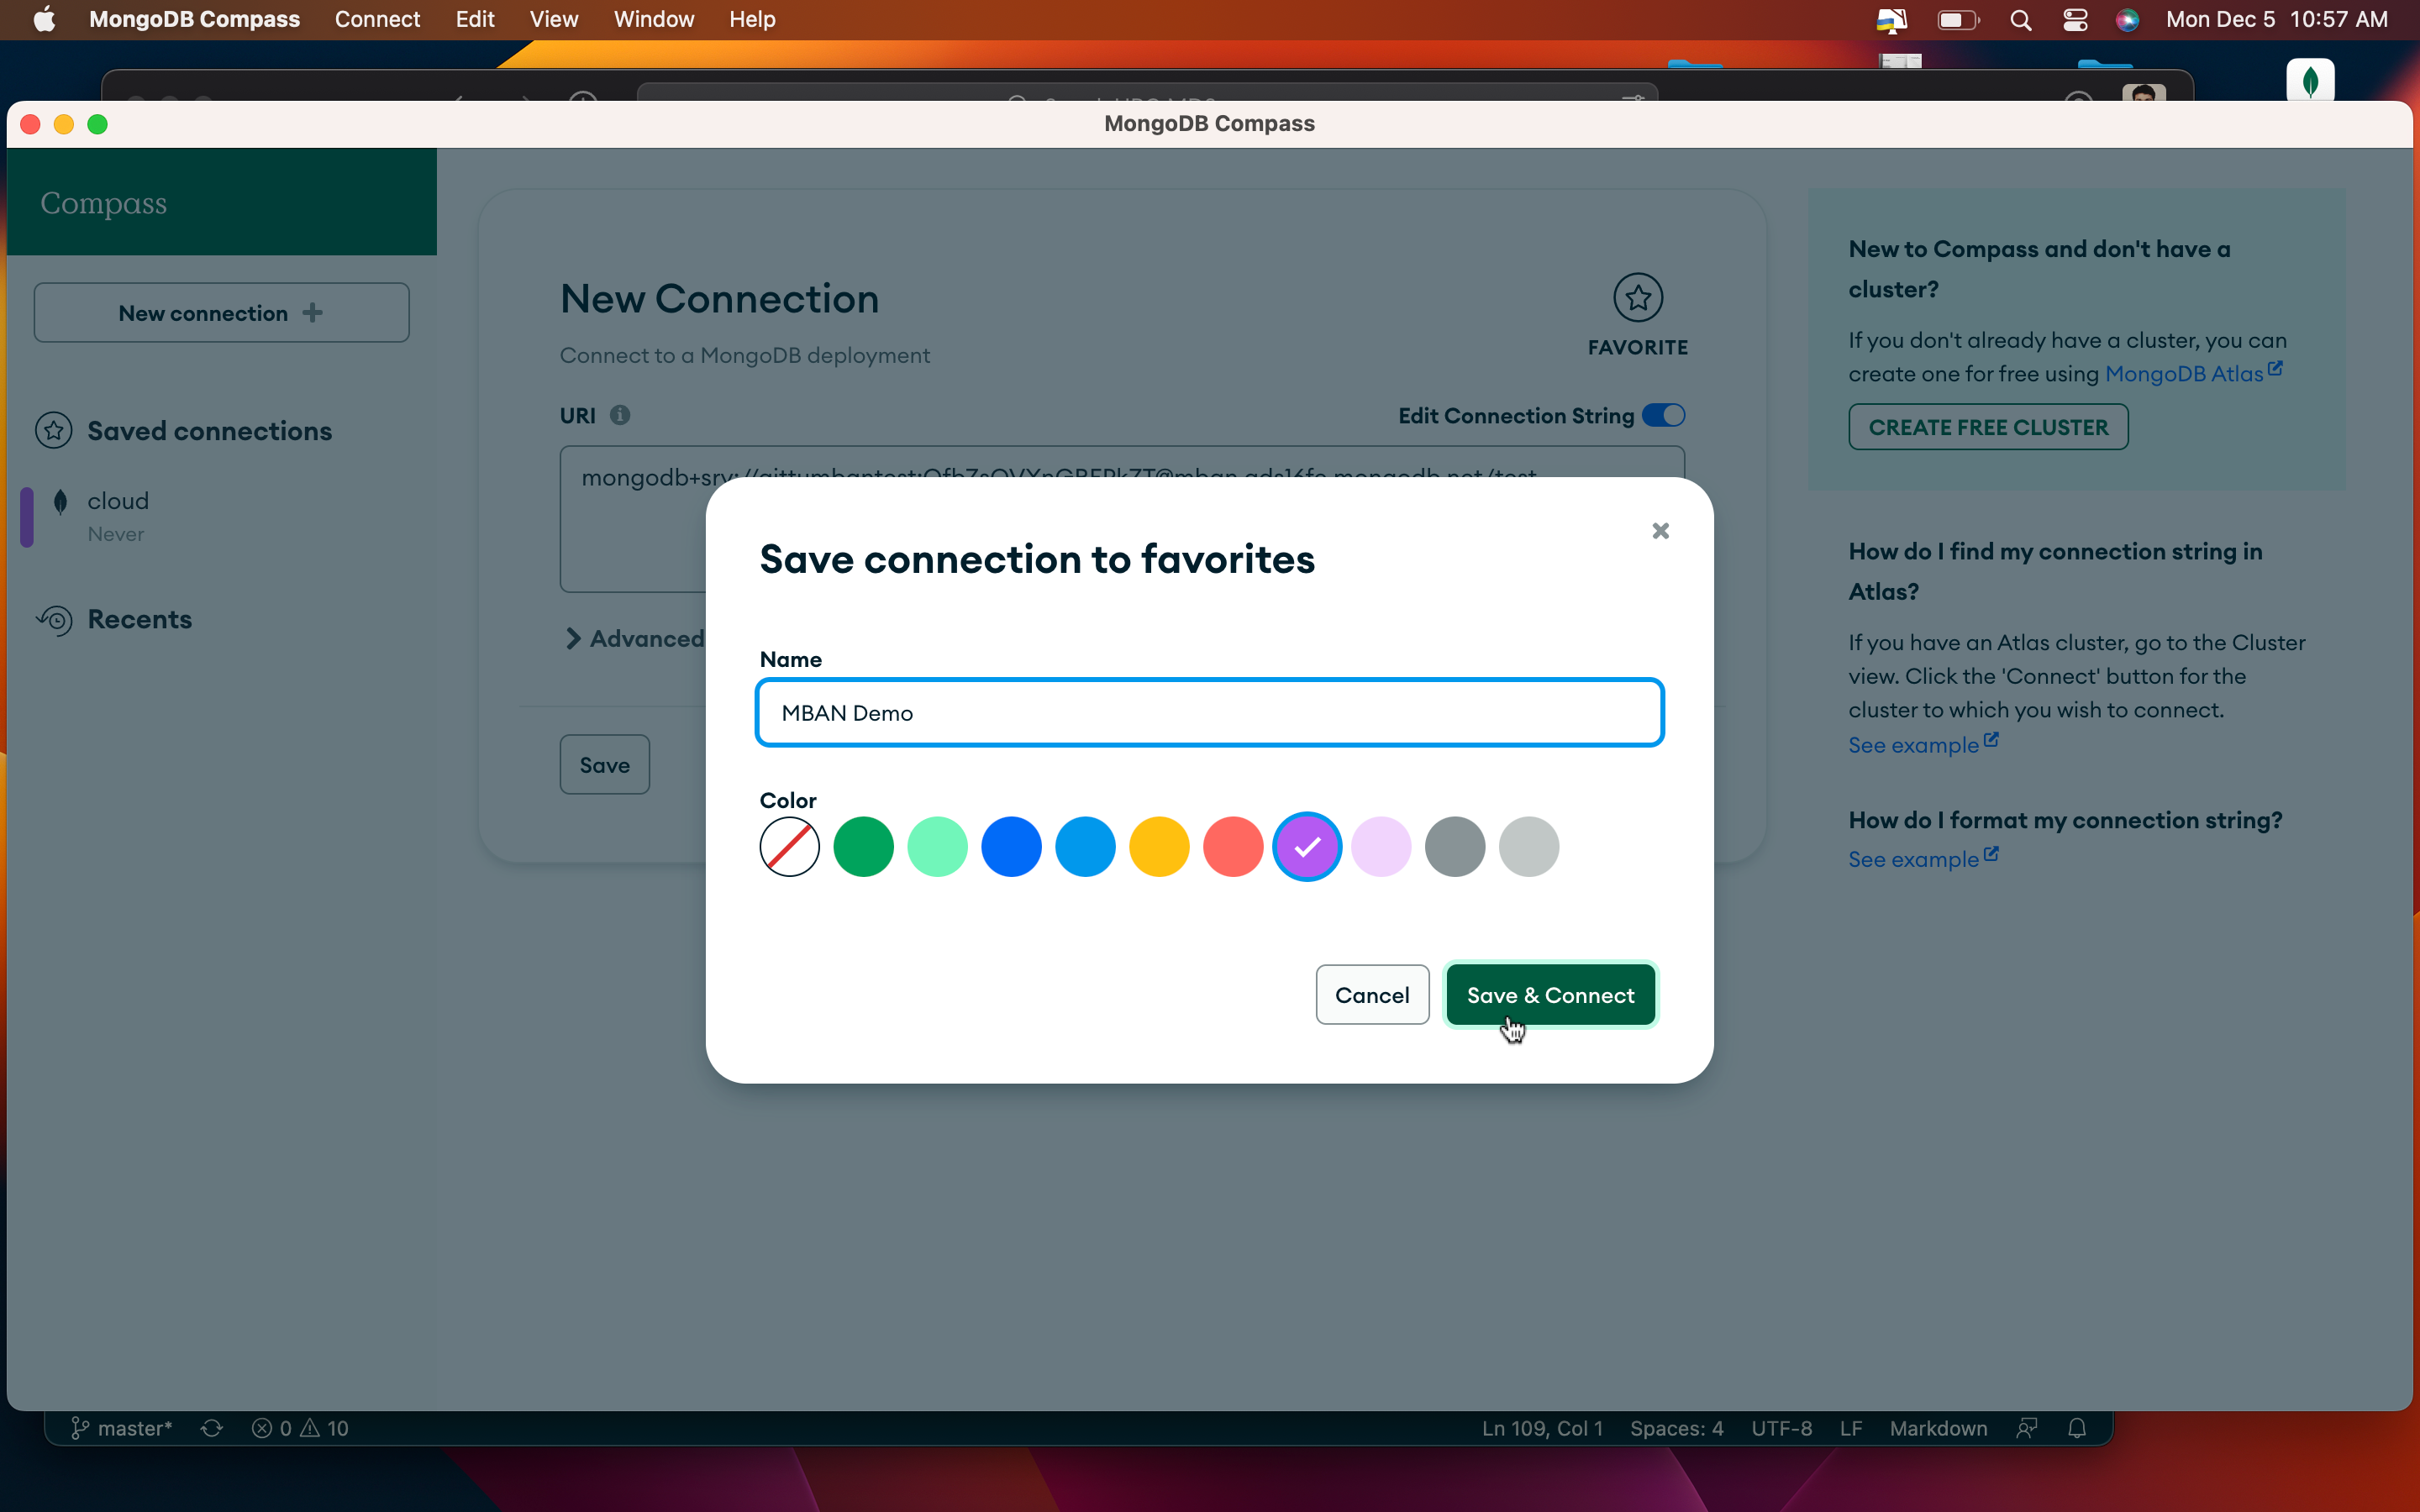 MongoDB Compass Connect Edit View Window Help Mon Dec 5 10:57 AM
MongoDB Compass
Compass
New connection
Saved connections
cloud
Never
Recents
New Connection
Connect to a MongoDB deployment
FAVORITE
URI
Edit Connection String
Advanced
Save
Save connection to favorites
Name
MBAN Demo
Color
Cancel
Save & Connect
New to Compass and don't have a
cluster?
If you don't already have a cluster, you can
create one for free using MongoDB Atlas
CREATE FREE CLUSTER
How do I find my connection string in
Atlas?
If you have an Atlas cluster, go to the Cluster
view. Click the 'Connect' button for the
cluster to which you wish to connect.
See example
How do I format my connection string?
See example
master* 0 10 Ln 109, Col 1 Spaces: 4 UTF-8 LF Markdown